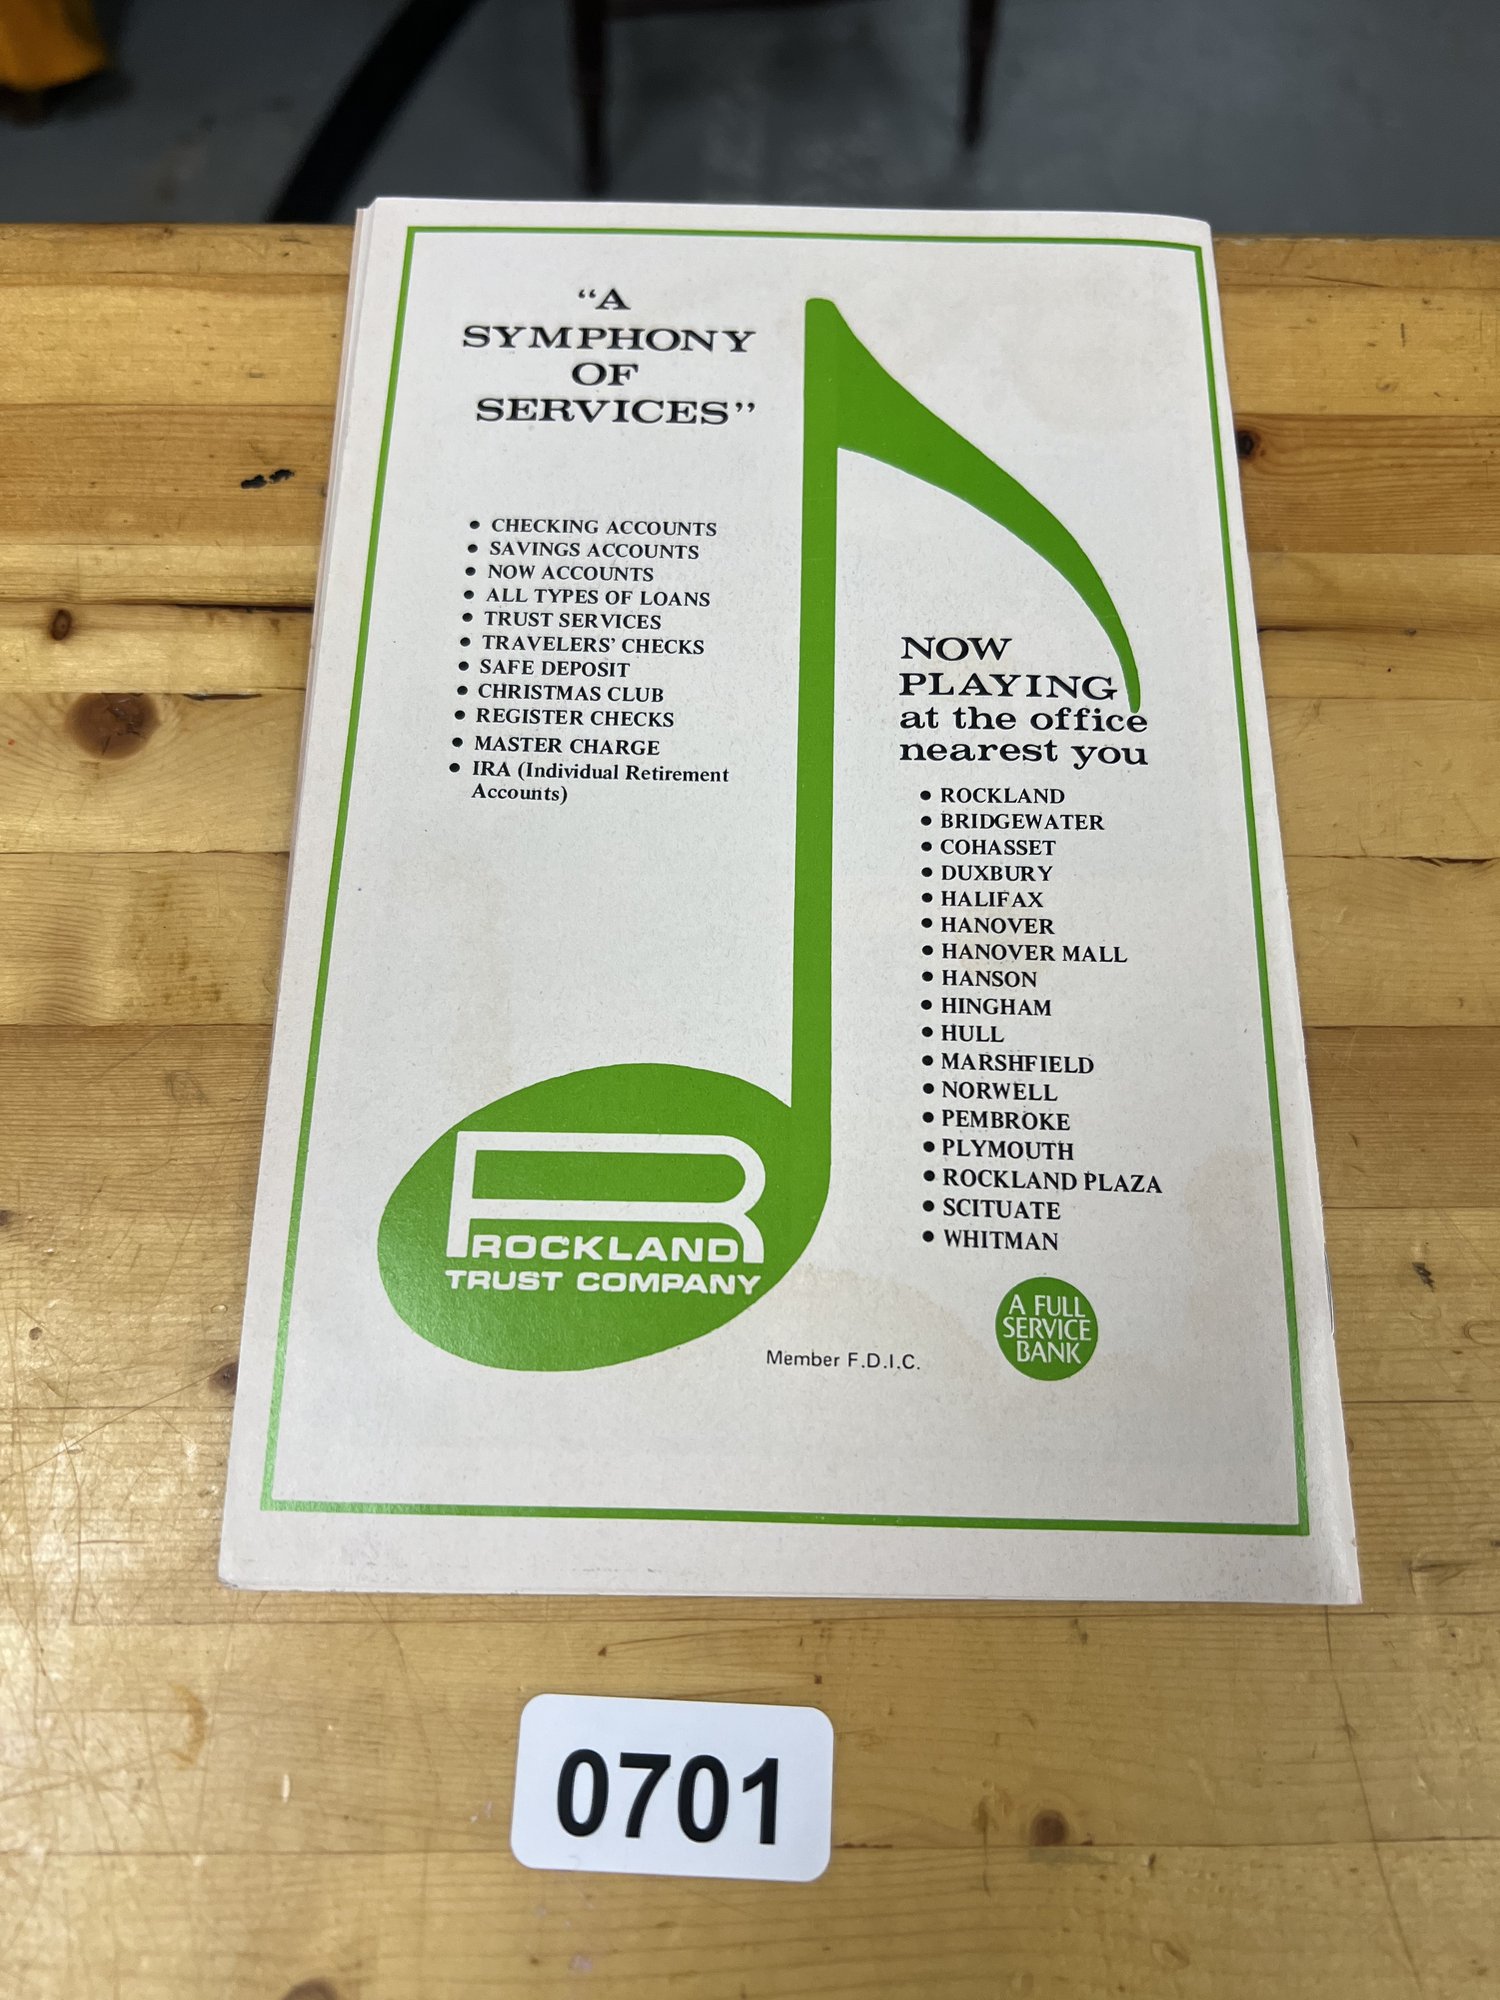 “A
SYMPHONY
OF
SERVICES”
• CHECKING ACCOUNTS
• SAVINGS ACCOUNTS
• NOW ACCOUNTS
• ALL TYPES OF LOANS
• TRUST SERVICES
• TRAVELERS’ CHECKS
• SAFE DEPOSIT
• CHRISTMAS CLUB
• REGISTER CHECKS
• MASTER CHARGE
• IRA (Individual Retirement
Accounts)
NOW
PLAYING
at the office
nearest you
• ROCKLAND
• BRIDGEWATER
• COHASSET
• DUXBURY
• HALIFAX
• HANOVER
• HANOVER MALL
• HANSON
• HINGHAM
• HULL
• MARSHFIELD
• NORWELL
• PEMBROKE
• PLYMOUTH
• ROCKLAND PLAZA
• SCITUATE
• WHITMAN
R
ROCKLAND
TRUST COMPANY
Member F.D.I.C.
A FULL
SERVICE
BANK
0701